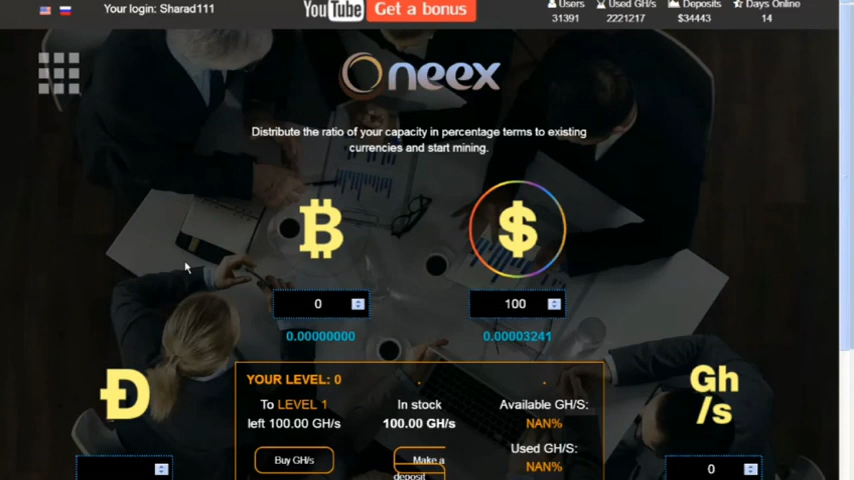 Your login: Sharad111
YouTube
Get a bonus
Users
31391
Used GH/s
2221217
Deposits
$34443
Days Online
14
Oneex
Distribute the ratio of your capacity in percentage terms to existing
currencies and start mining.
0
100
0.00000000
0.00003241
YOUR LEVEL: 0
To LEVEL 1
left 100.00 GH/s
Buy GH/s
In stock
100.00 GH/s
Make a
deposit
Available GH/S:
NAN%
Used GH/S:
NAN%
Gh
/s
0